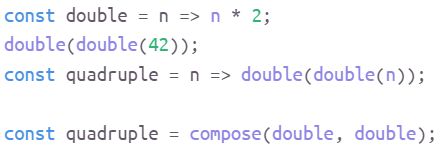 const double = n => n * 2;
double(double(42));
const quadruple = n => double(double(n));
const quadruple = compose(double, double);